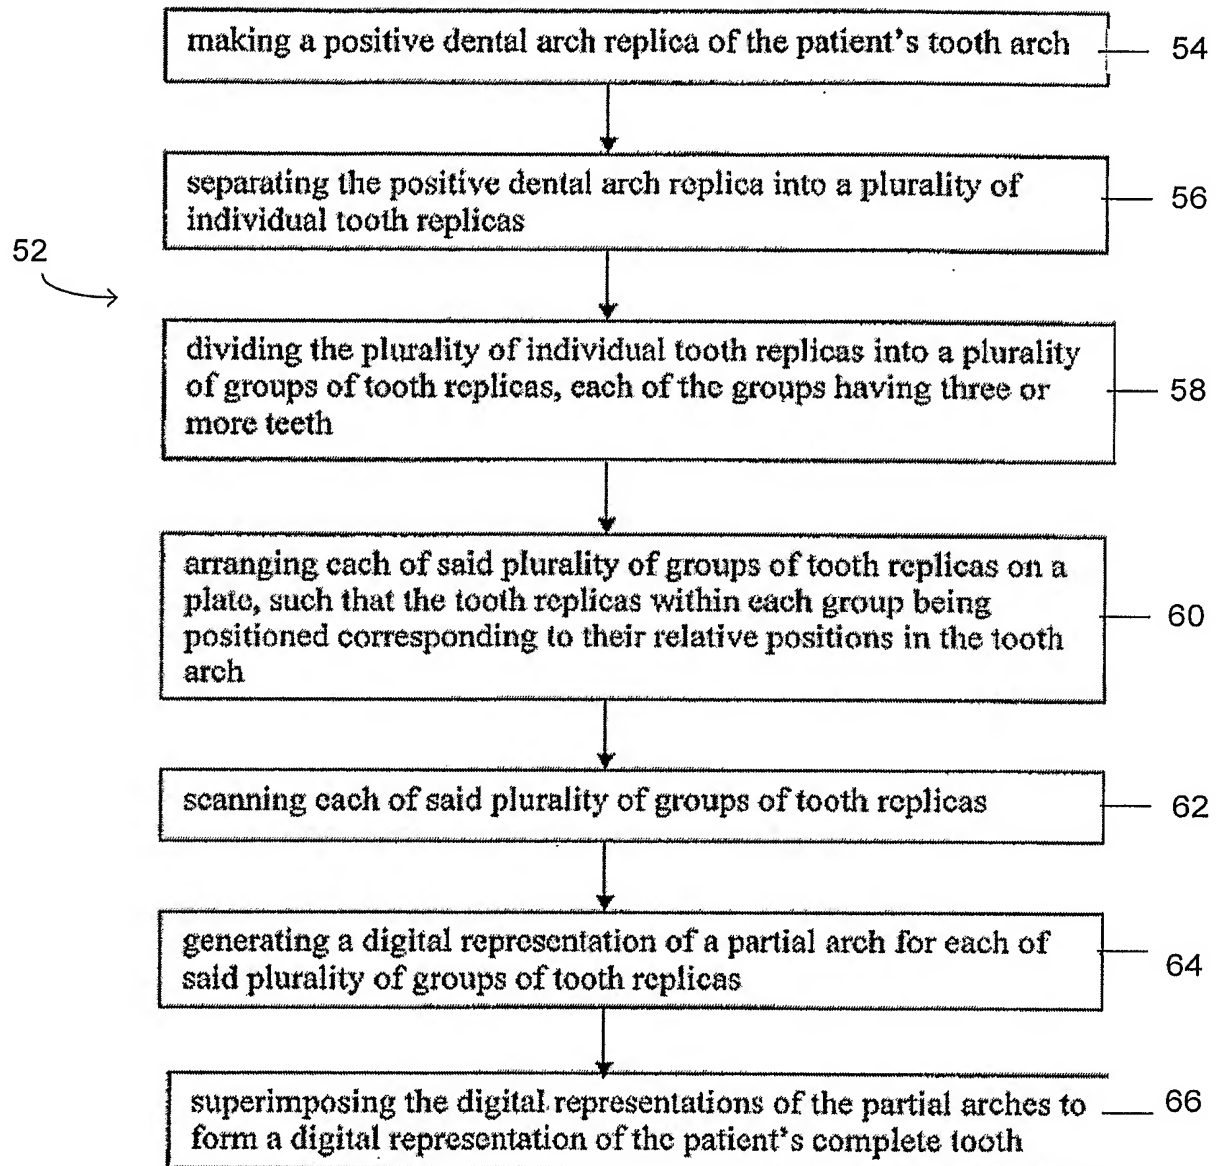 making a positive dental arch replica of the patient's tooth arch
54
separating the positive dental arch replica into a plurality of
individual tooth replicas
56
52
dividing the plurality of individual tooth replicas into a plurality
of groups of tooth replicas, each of the groups having three or
more teeth
58
arranging each of said plurality of groups of tooth replicas on a
plate, such that the tooth replicas within each group being
positioned corresponding to their relative positions in the tooth
arch
60
scanning each of said plurality of groups of tooth replicas
62
generating a digital representation of a partial arch for each of
said plurality of groups of tooth replicas
64
superimposing the digital representations of the partial arches to
form a digital representation of the patient's complete tooth
66